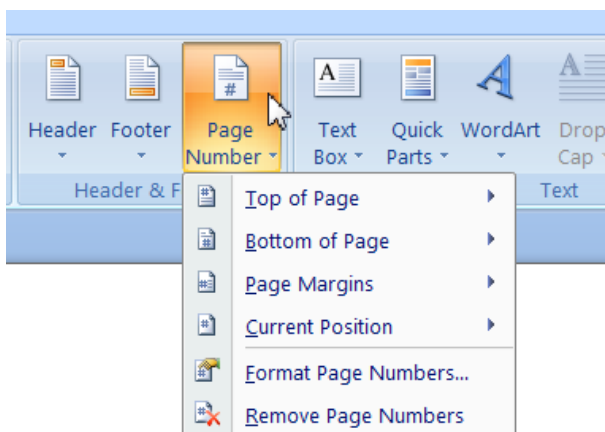 Header Footer Page Number Text Box Quick Parts WordArt Drop Cap
Header & F Text
Top of Page
Bottom of Page
Page Margins
Current Position
Format Page Numbers...
Remove Page Numbers